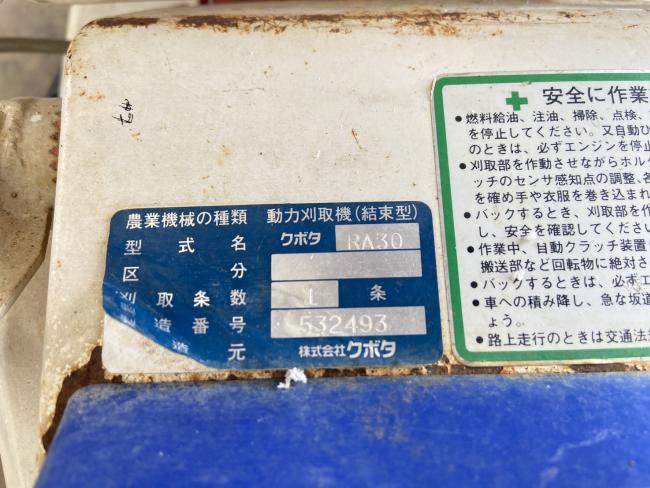 農業機械の種類 動力刈取機(結束型)
型式名 クボタ RA30
区分
刈取条数 1 条
製造番号 532493
造元 株式会社クボタ
安全に作業
●燃料給油、注油、掃除、点検、
を停止してください。又自動ひ
のときは、必ずエンジンを停止
●刈取部を作動させながらホル
ッチのセンサ感知点の調整、各
を確め手や衣服を巻き込まれ
●バックするとき、刈取部を作
し、安全を確認してください
●作業中、自動クラッチ装置
搬送部など回転物に絶対さ
●バックするときは、必ずエ
●車への積み降し、急な坂道
ょう。
●路上走行のときは交通法規